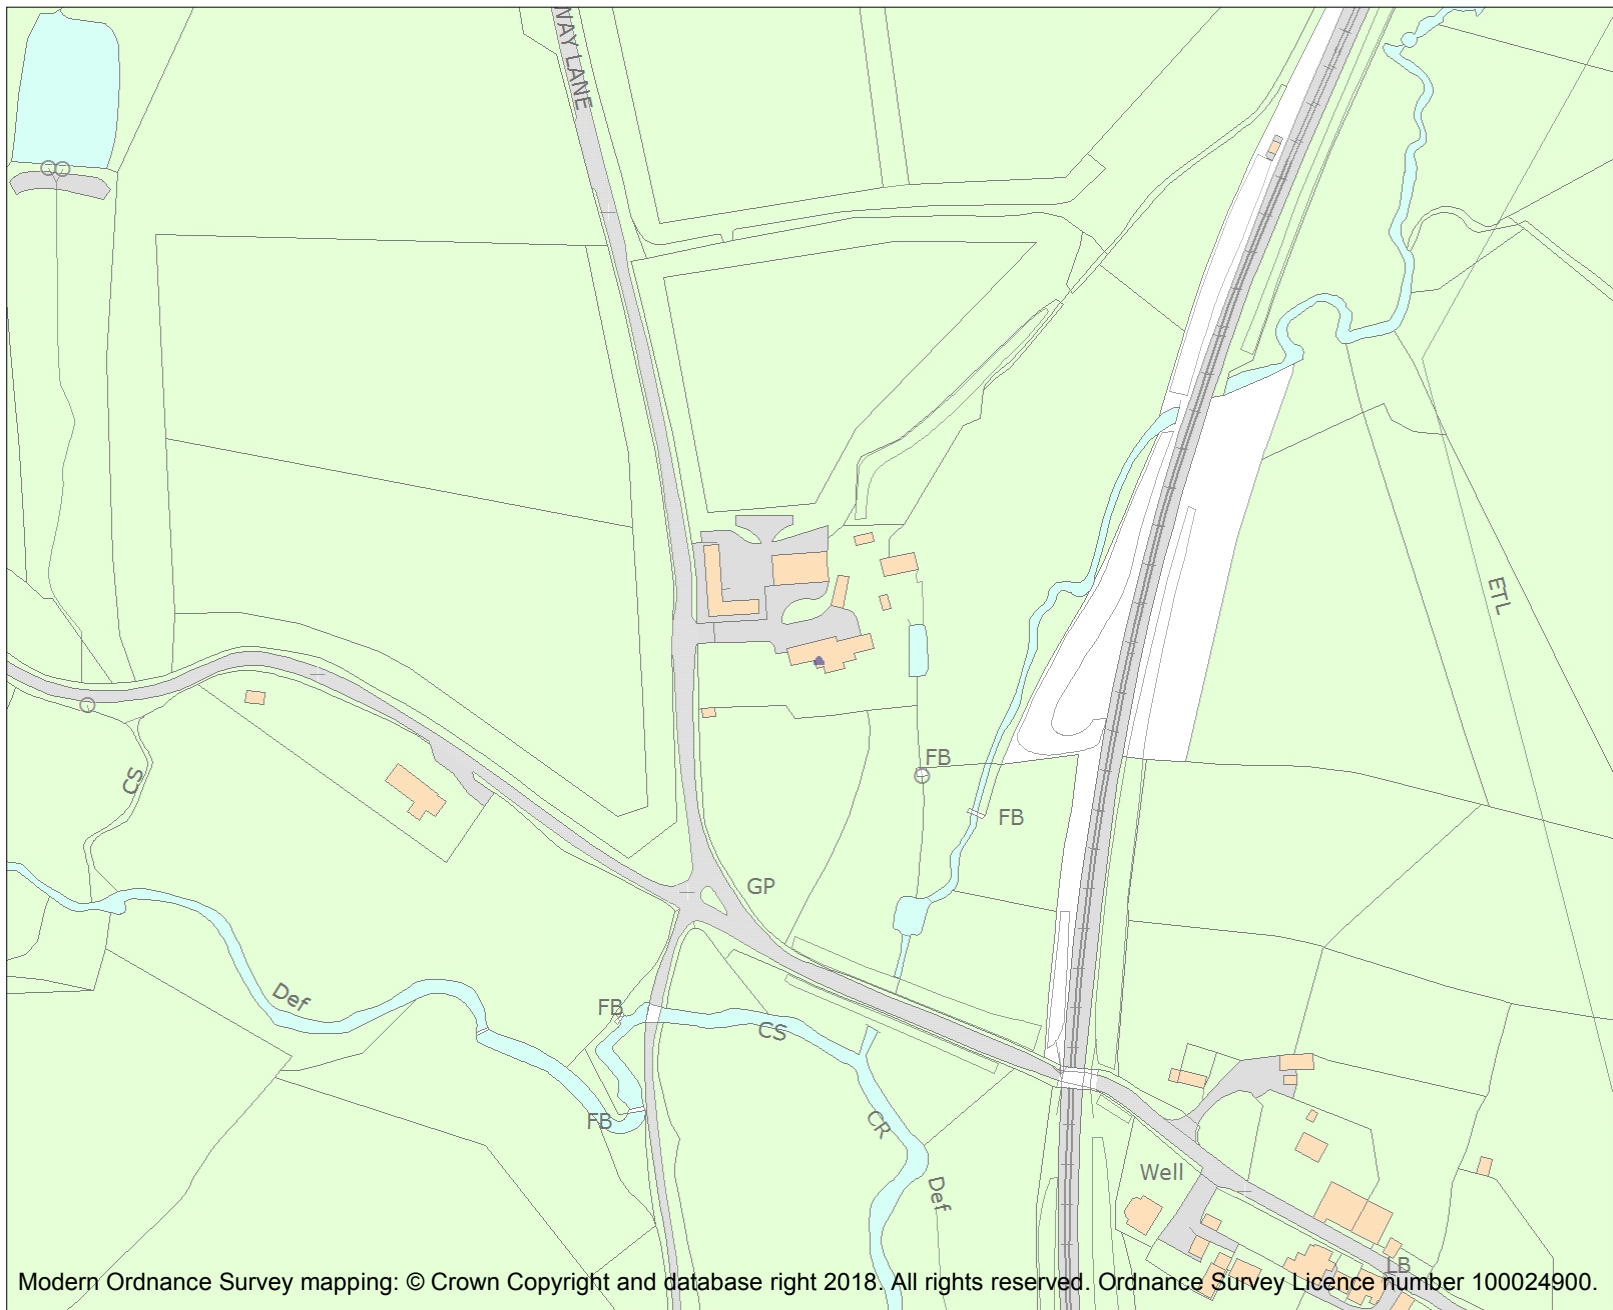 WAY LANE
ETL
FB
CS
FB
GP
Def
FB
CS
CR
FB
Well
Def
LB
Modern Ordnance Survey mapping: © Crown Copyright and database right 2018. All rights reserved. Ordnance Survey Licence number 100024900.